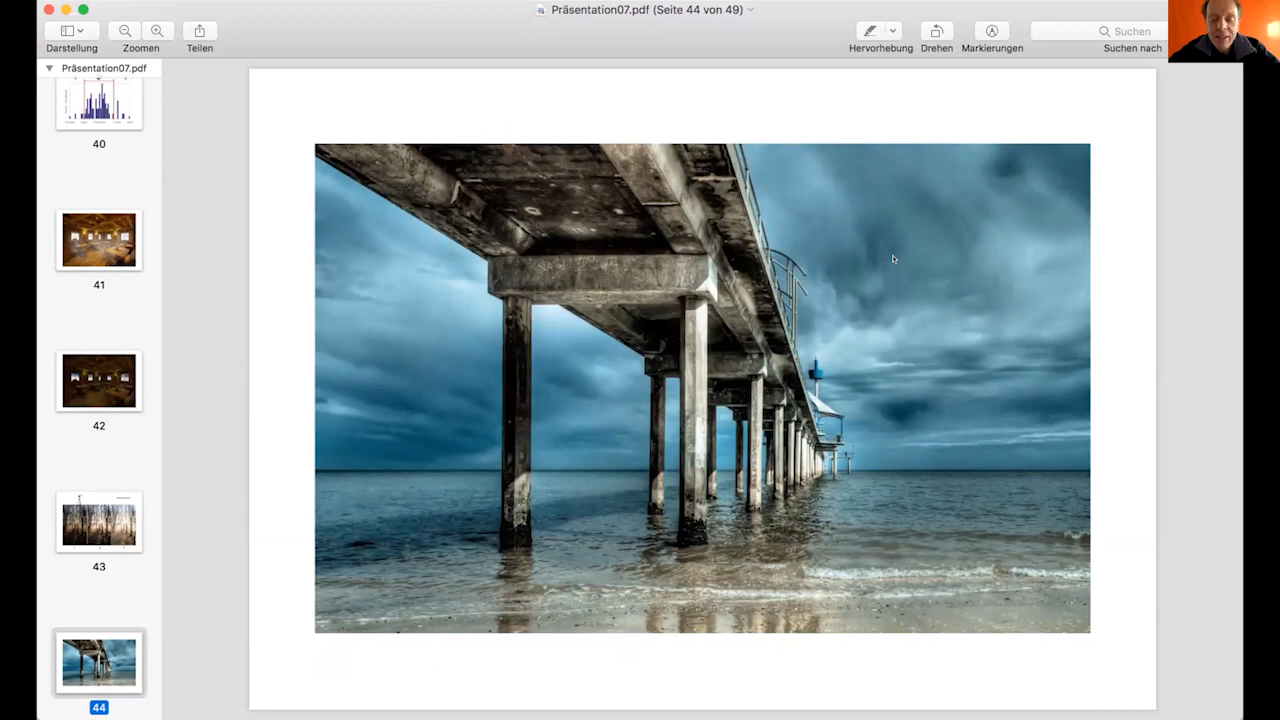 Präsentation07.pdf (Seite 44 von 49)
Darstellung
Zoomen
Teilen
Hervorhebung
Drehen
Markierungen
Suchen
Suchen nach
Präsentation07.pdf
40
41
42
43
44